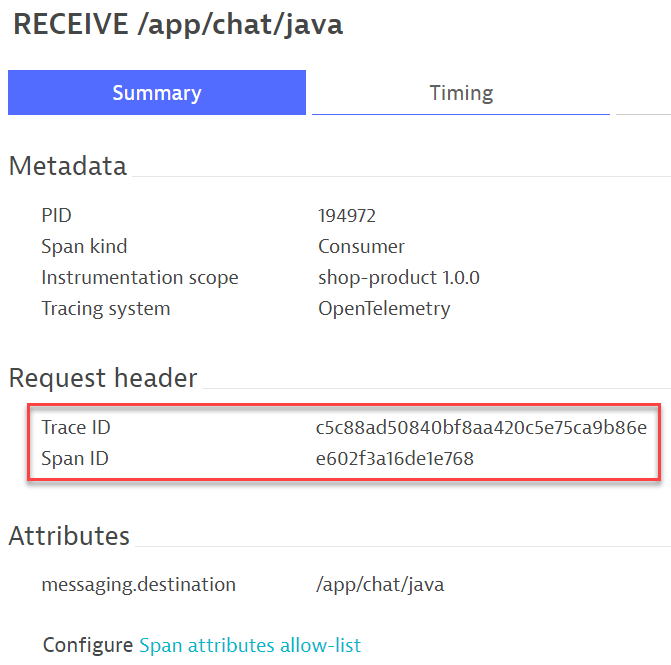 RECEIVE /app/chat/java
Summary Timing
Metadata
PID 194972
Span kind Consumer
Instrumentation scope shop-product 1.0.0
Tracing system OpenTelemetry
Request header
Trace ID c5c88ad50840bf8aa420c5e75ca9b86e
Span ID e602f3a16de1e768
Attributes
messaging.destination /app/chat/java
Configure Span attributes allow-list